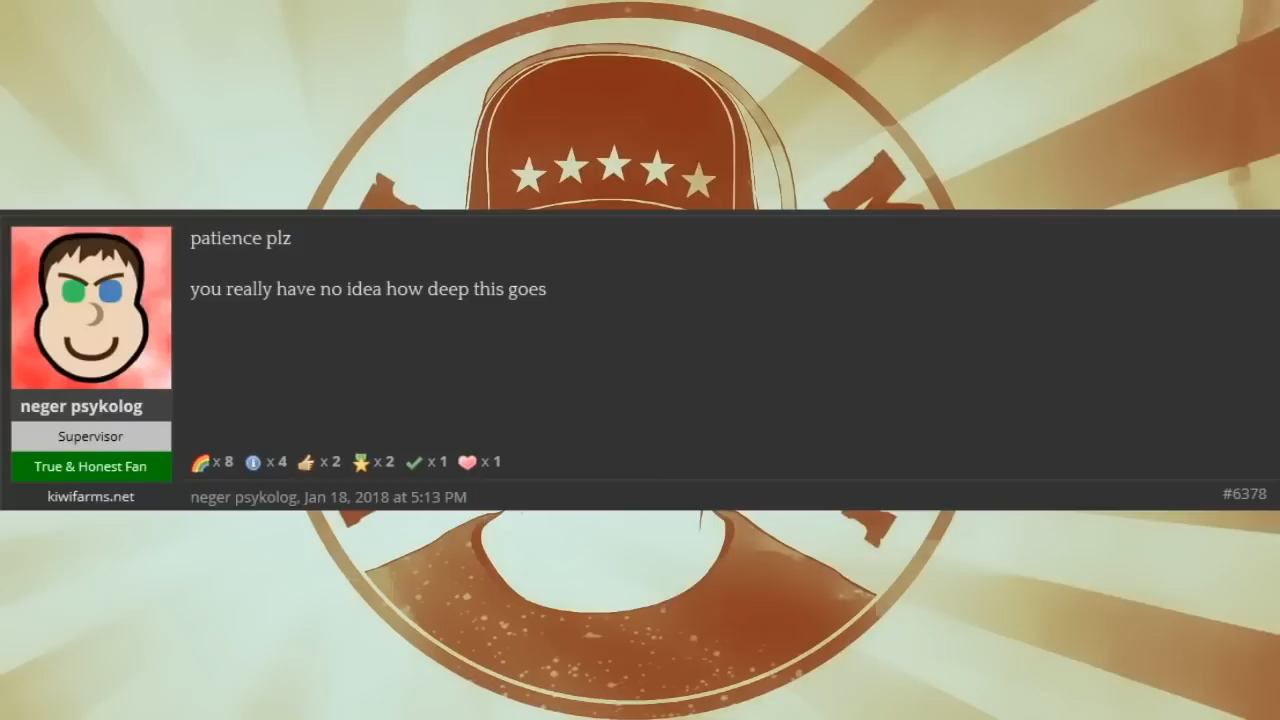 patience plz
you really have no idea how deep this goes
neger psykolog
Supervisor
True & Honest Fan
kiwifarms.net
x 8 x 4 x 2 x 2 x 1 x 1
neger psykolog, Jan 18, 2018 at 5:13 PM
#6378